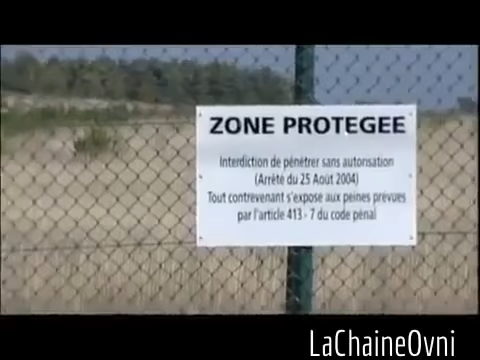 ZONE PROTEGEE
Interdiction de pénétrer sans autorisation
(Arrêté du 25 Août 2004)
Tout contrevenant s'expose aux peines prévues
par l'article 413 - 7 du code pénal
LaChaineOvni